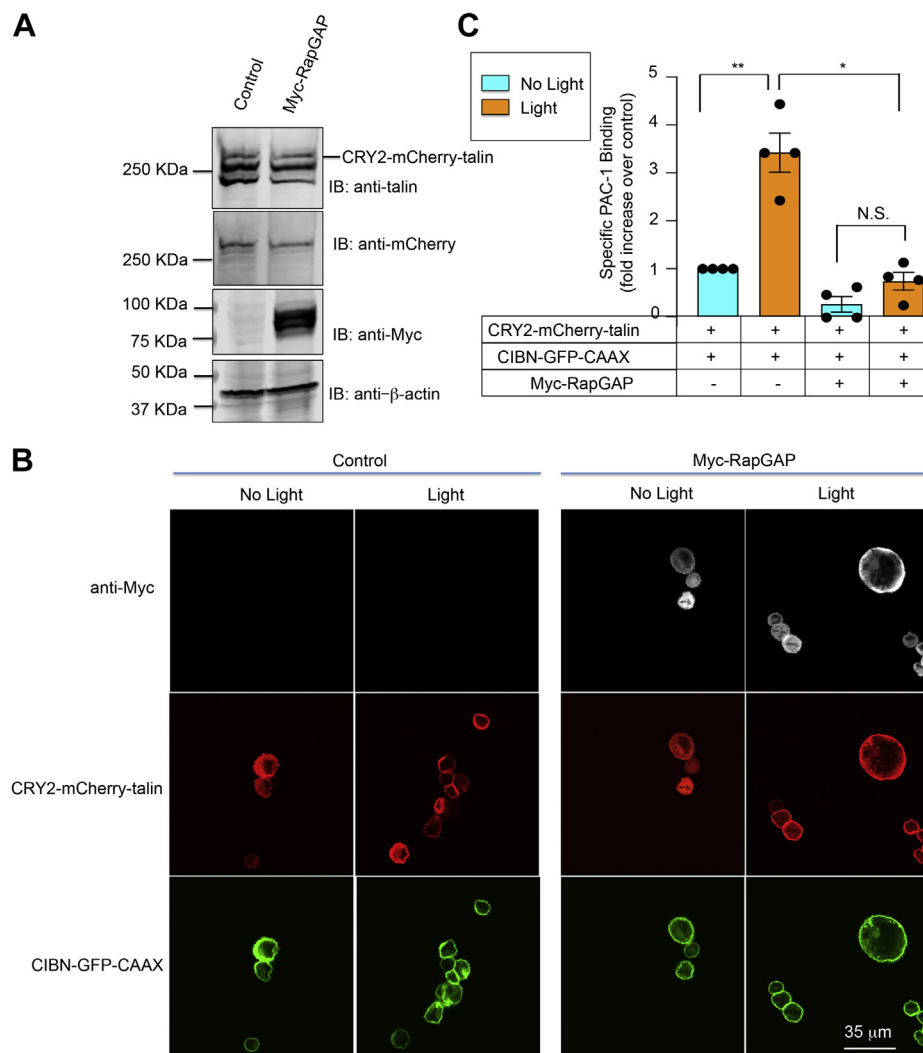 A
Control
Myc-RapGAP
CRY2-mCherry-talin
250 KDa
IB: anti-talin
IB: anti-mCherry
250 KDa
100 KDa
75 KDa
IB: anti-Myc
50 KDa
37 KDa
IB: anti-β-actin
C
No Light
Light
Specific PAC-1 Binding
(fold increase over control)
5
4
3
2
1
0
**
*
N.S.
CRY2-mCherry-talin + + + +
CIBN-GFP-CAAX + + + +
Myc-RapGAP - - + +
B
Control
Myc-RapGAP
No Light
Light
No Light
Light
anti-Myc
CRY2-mCherry-talin
CIBN-GFP-CAAX
35 µm